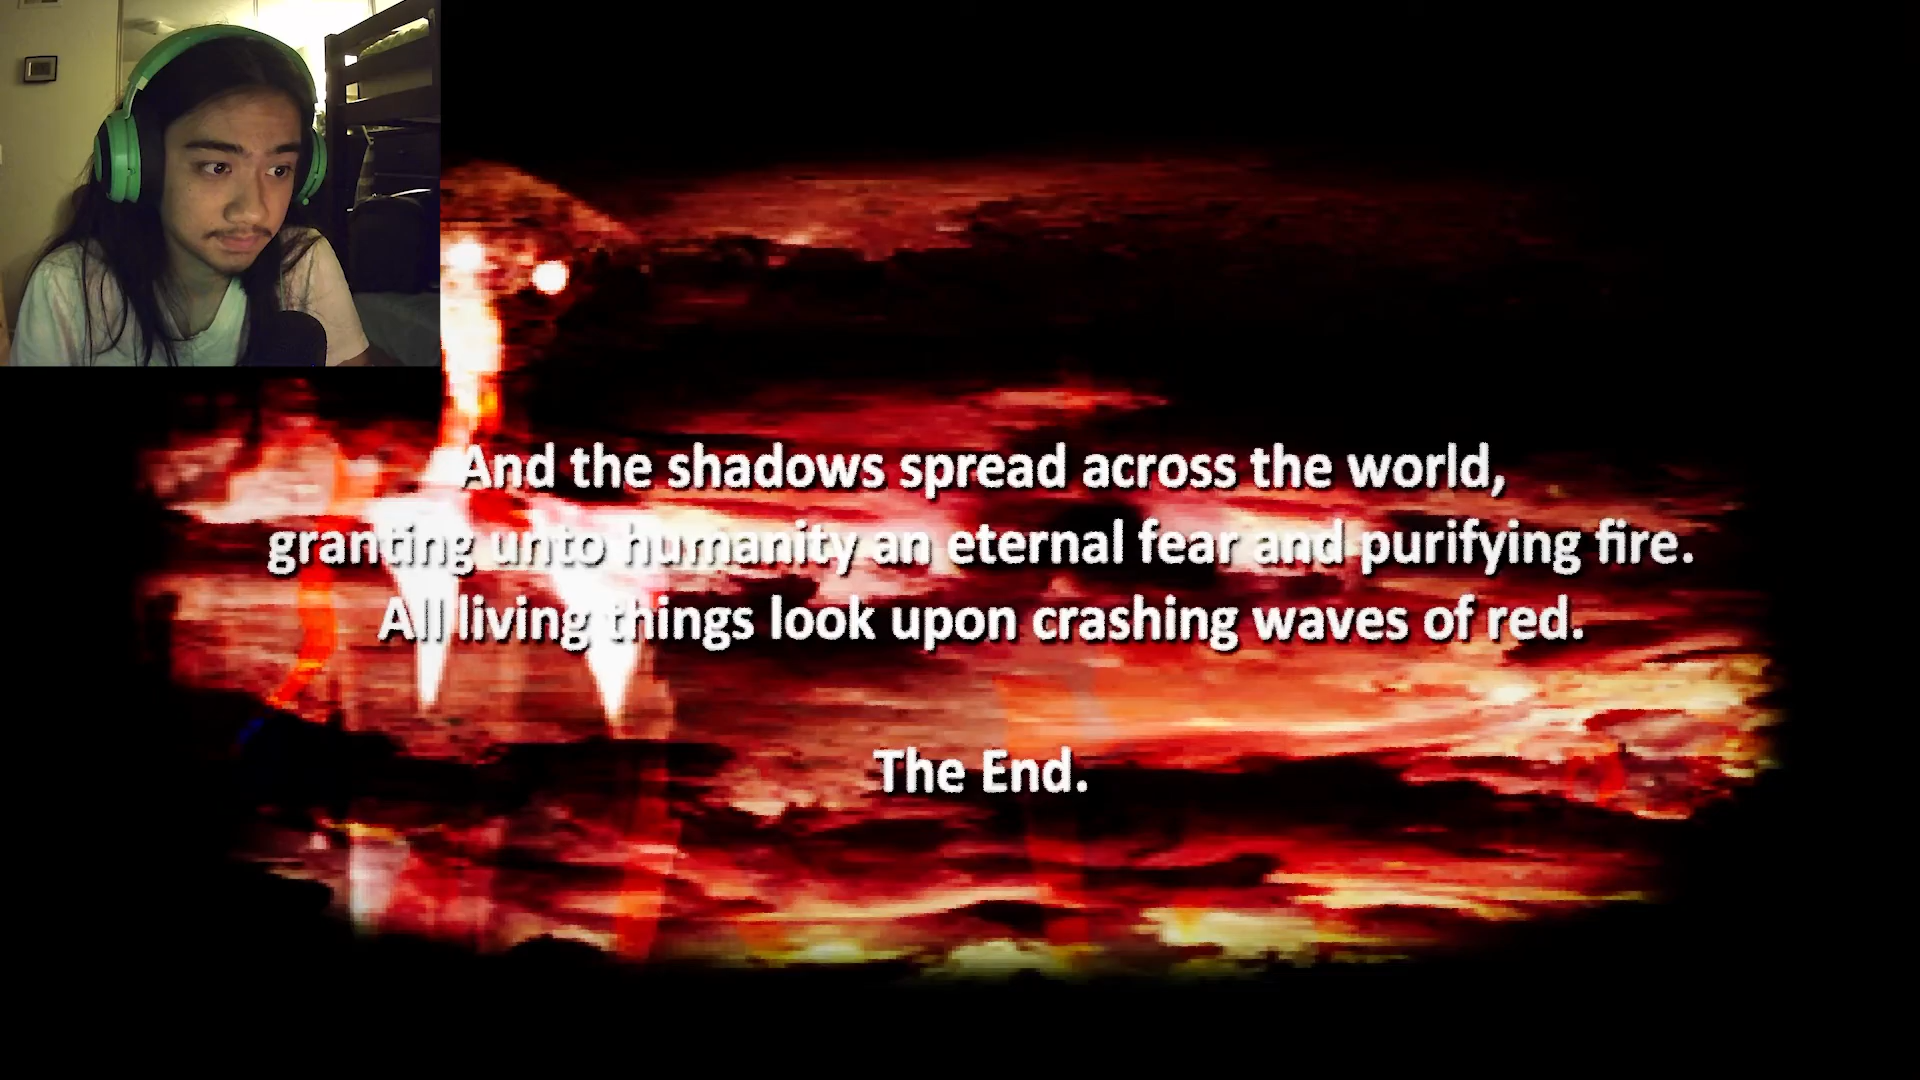 And the shadows spread across the world,
granting unto humanity an eternal fear and purifying fire.
All living things look upon crashing waves of red.
The End.